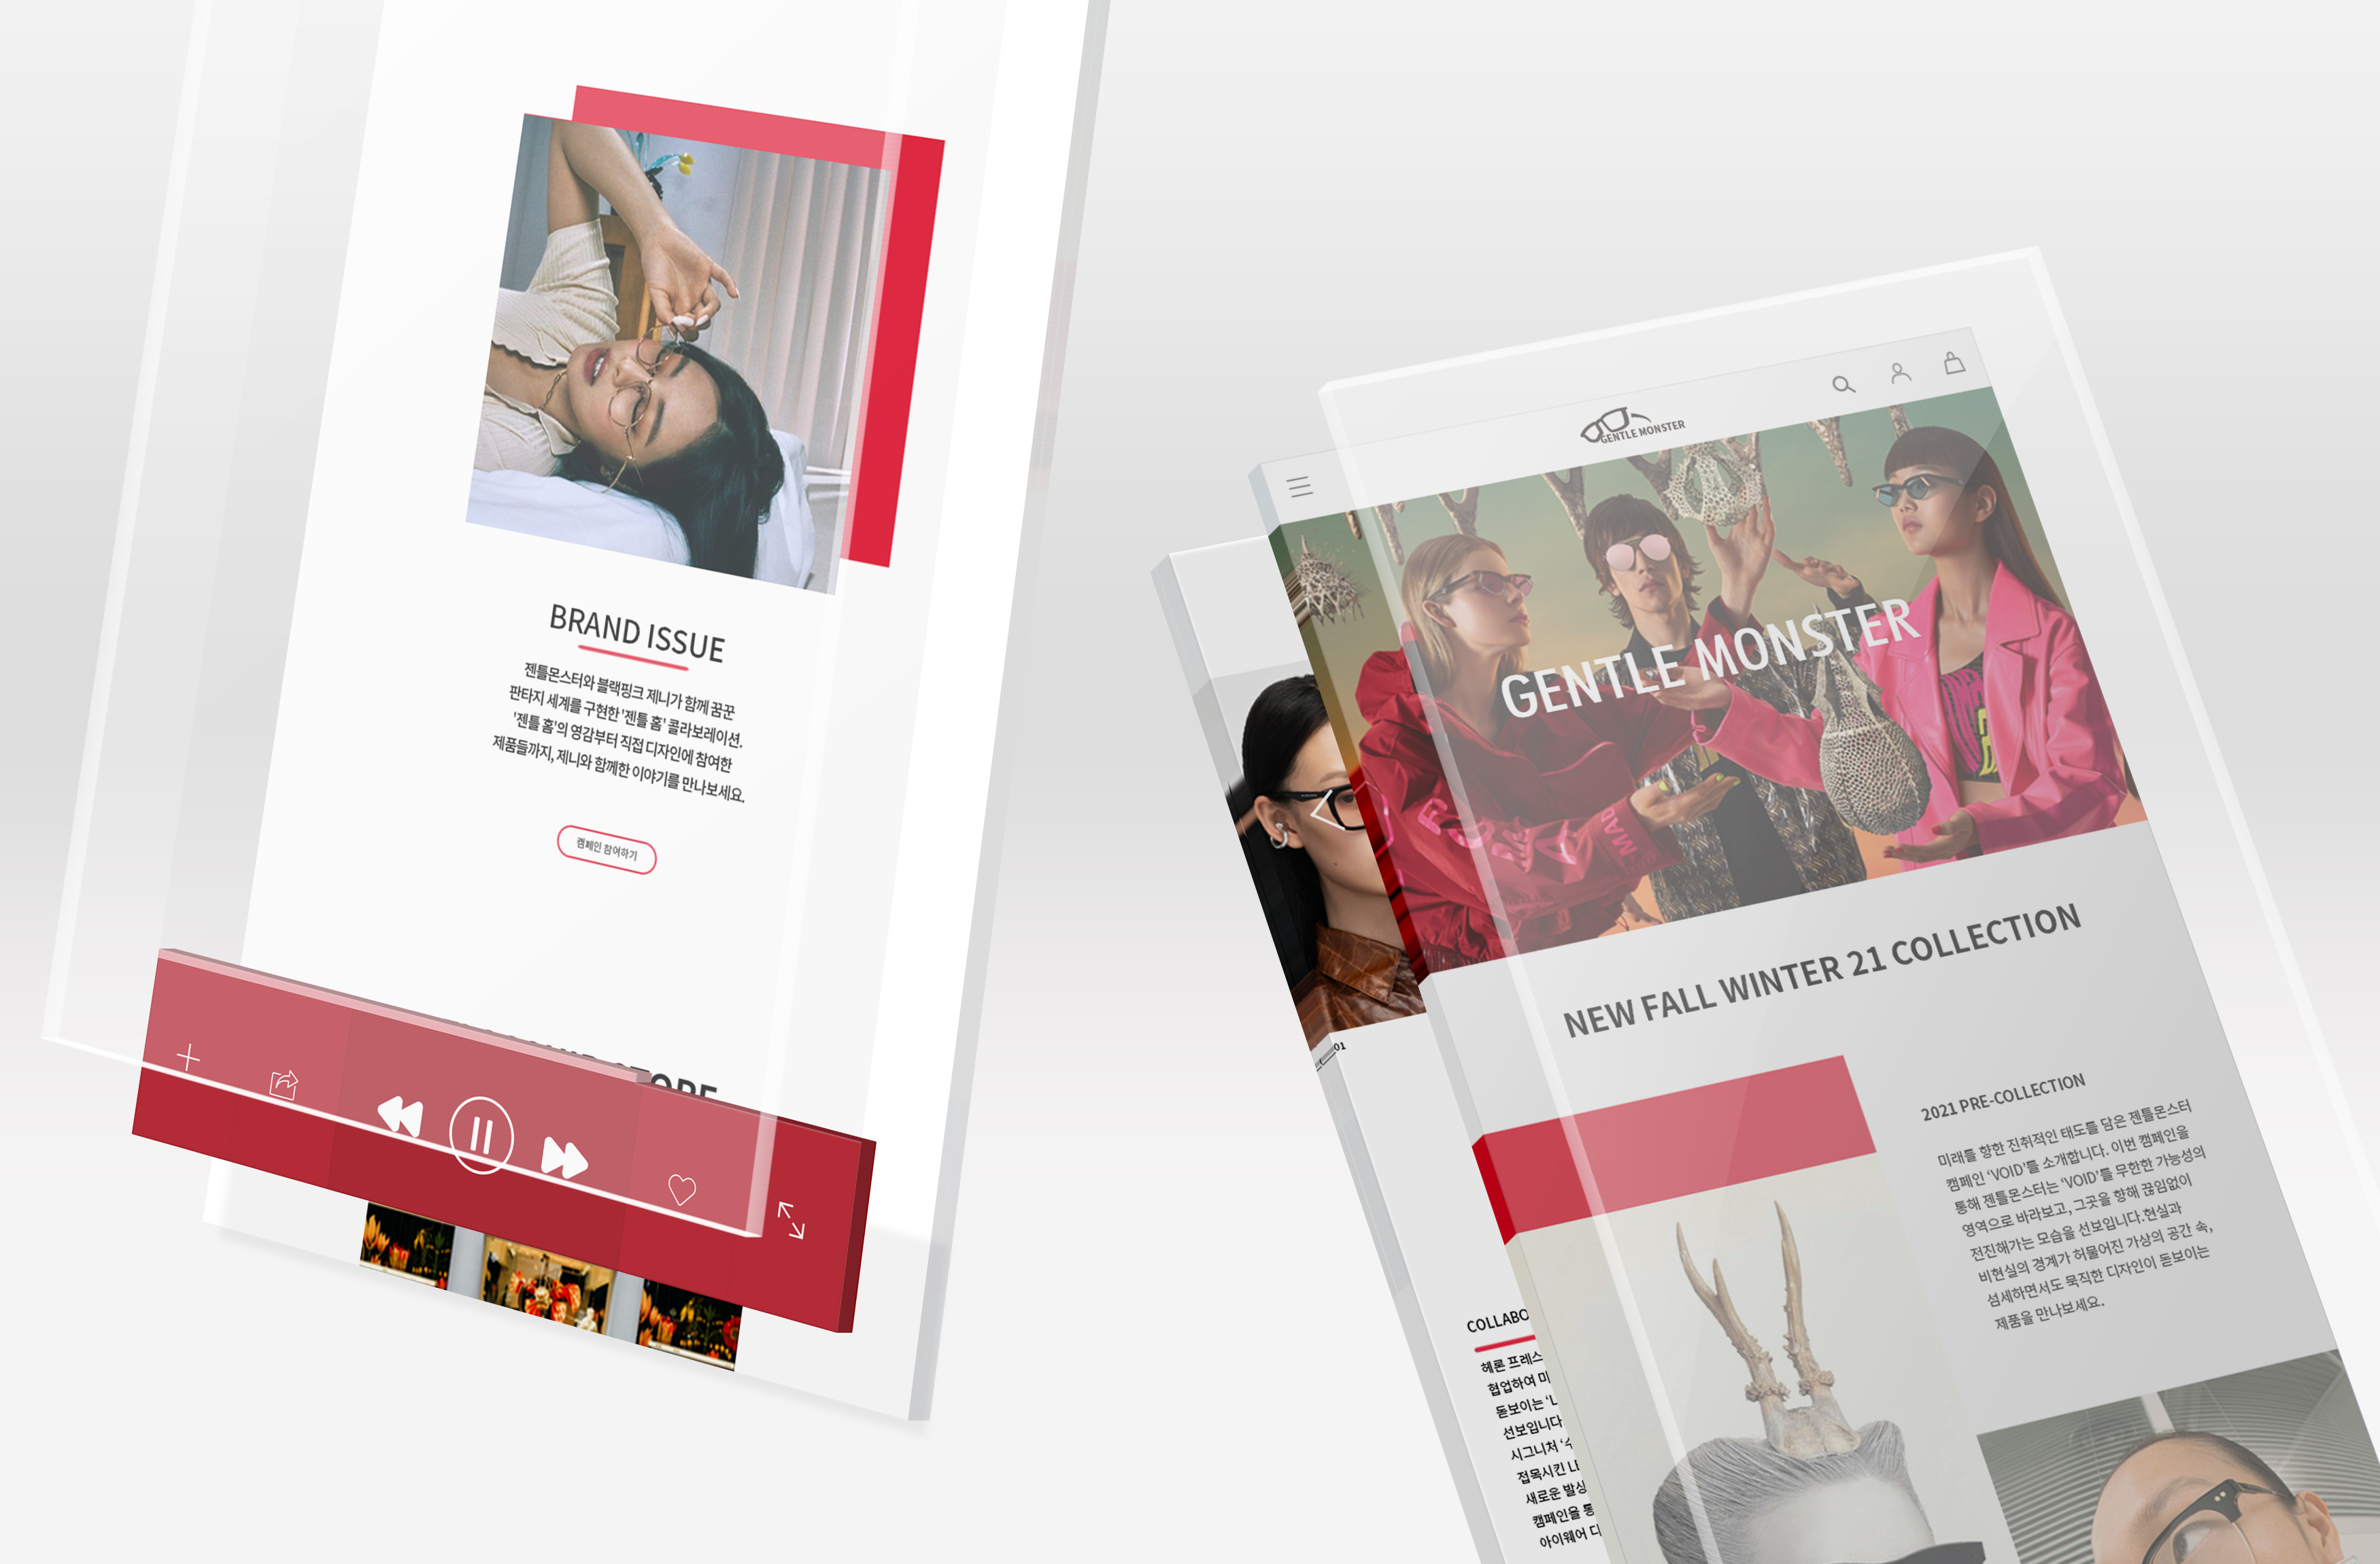 BRAND ISSUE
젠틀몬스터와 블랙핑크 제니가 함께 꿈꾼
판타지 세계를 구현한 '젠틀 홈' 콜라보레이션.
'젠틀 홈'의 영감부터 직접 디자인에 참여한
제품들까지, 제니와 함께한 이야기를 만나보세요.
캠페인 참여하기
GENTLE MONSTER
GENTLE MONSTER
MAD
NEW FALL WINTER 21 COLLECTION
2021 PRE-COLLECTION
미래를 향한 진취적인 태도를 담은 젠틀몬스터
캠페인 ‘VOID’를 소개합니다. 이번 캠페인을
통해 젠틀몬스터는 ‘VOID’를 무한한 가능성의
영역으로 바라보고, 그곳을 향해 끊임없이
전진해가는 모습을 선보입니다.현실과
비현실의 경계가 허물어진 가상의 공간 속,
섬세하면서도 묵직한 디자인이 돋보이는
제품을 만나보세요.
01
COLLABO
헤론 프레스
협업하여 미
돋보이는 ‘L
선보입니다
시그니처 ‘
접목시킨 LE
새로운 발상
캠페인을 통
아이웨어 디